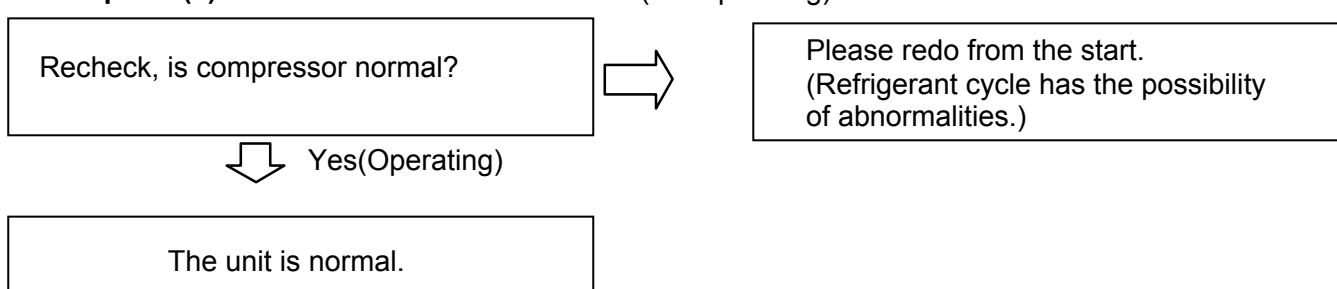 Recheck, is compressor normal?
Please redo from the start.
(Refrigerant cycle has the possibility
of abnormalities.)
Yes(Operating)
The unit is normal.